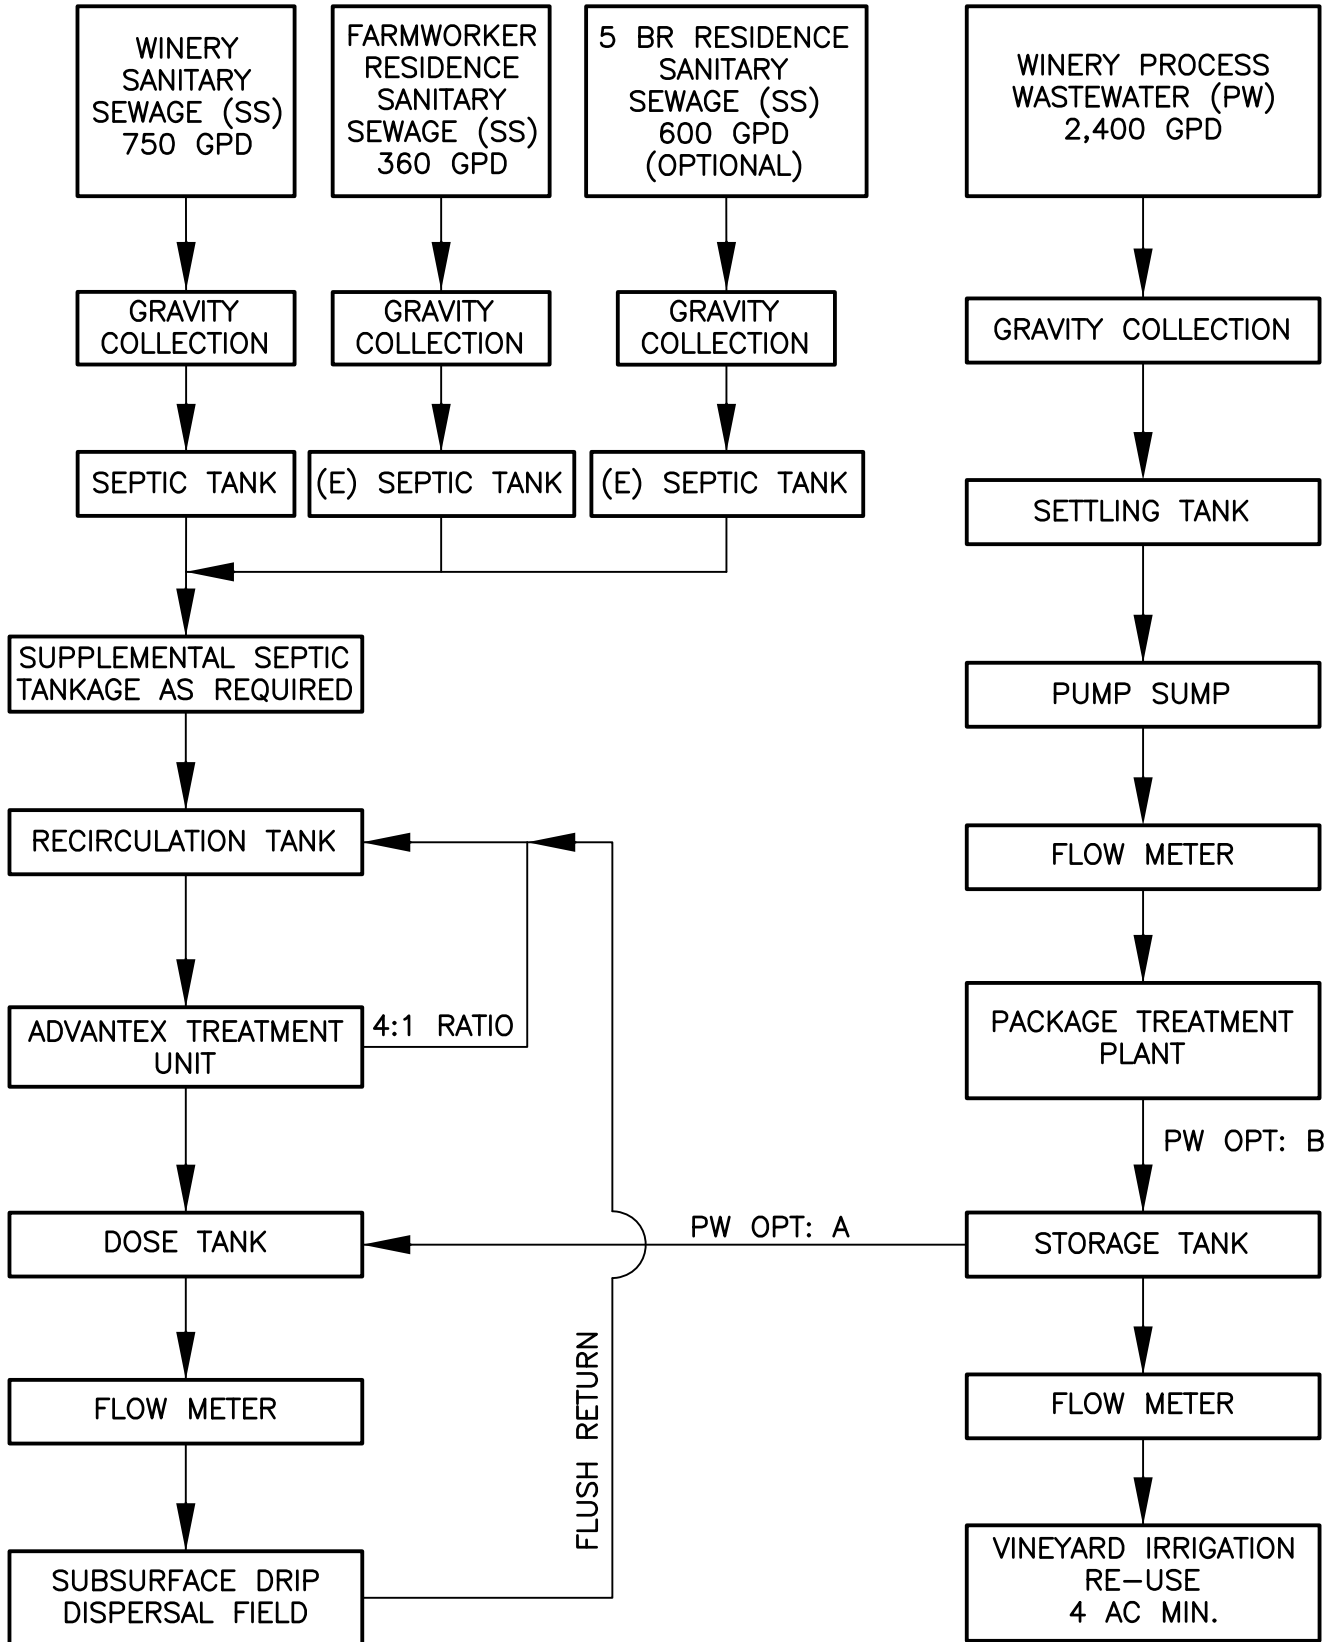 WINERY
SANITARY
SEWAGE (SS)
750 GPD
FARMWORKER
RESIDENCE
SANITARY
SEWAGE (SS)
360 GPD
5 BR RESIDENCE
SANITARY
SEWAGE (SS)
600 GPD
(OPTIONAL)
WINERY PROCESS
WASTEWATER (PW)
2,400 GPD
GRAVITY
COLLECTION
GRAVITY
COLLECTION
GRAVITY
COLLECTION
GRAVITY COLLECTION
SEPTIC TANK
(E) SEPTIC TANK
(E) SEPTIC TANK
SETTLING TANK
SUPPLEMENTAL SEPTIC
TANKAGE AS REQUIRED
PUMP SUMP
RECIRCULATION TANK
FLOW METER
ADVANTEX TREATMENT
UNIT
4:1 RATIO
PACKAGE TREATMENT
PLANT
PW OPT: B
DOSE TANK
PW OPT: A
STORAGE TANK
FLOW METER
FLUSH RETURN
FLOW METER
SUBSURFACE DRIP
DISPERSAL FIELD
VINEYARD IRRIGATION
RE-USE
4 AC MIN.